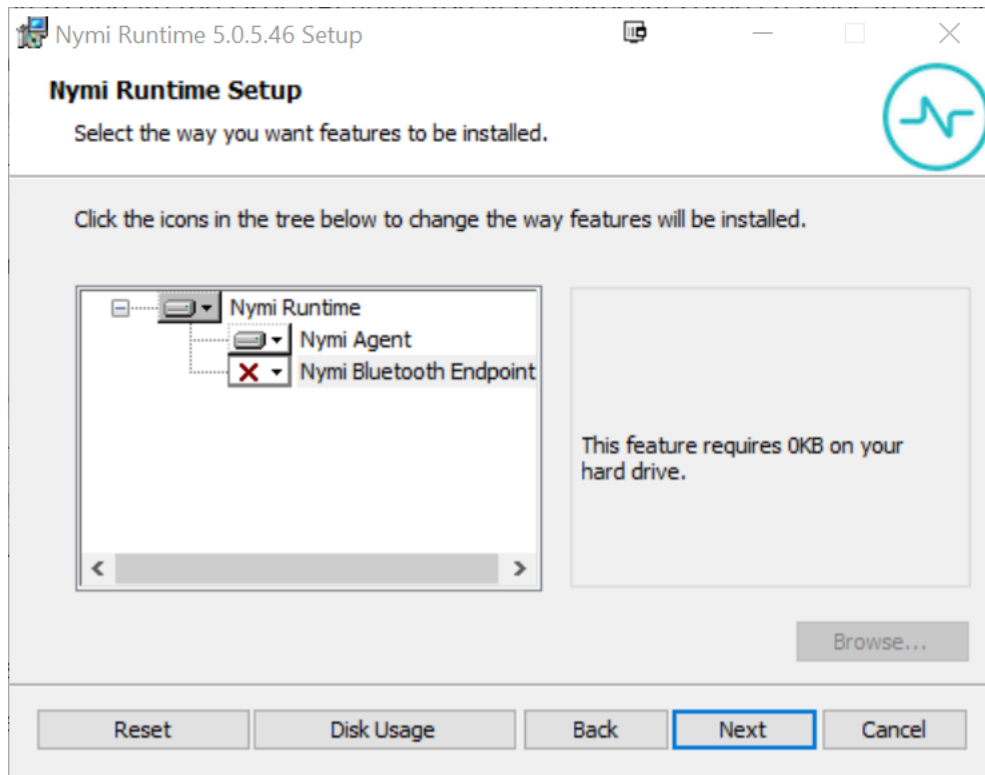 Nymi Runtime 5.0.5.46 Setup
Nymi Runtime Setup
Select the way you want features to be installed.
Click the icons in the tree below to change the way features will be installed.
Nymi Runtime
Nymi Agent
Nymi Bluetooth Endpoint
This feature requires 0KB on your
hard drive.
Browse...
Reset
Disk Usage
Back
Next
Cancel